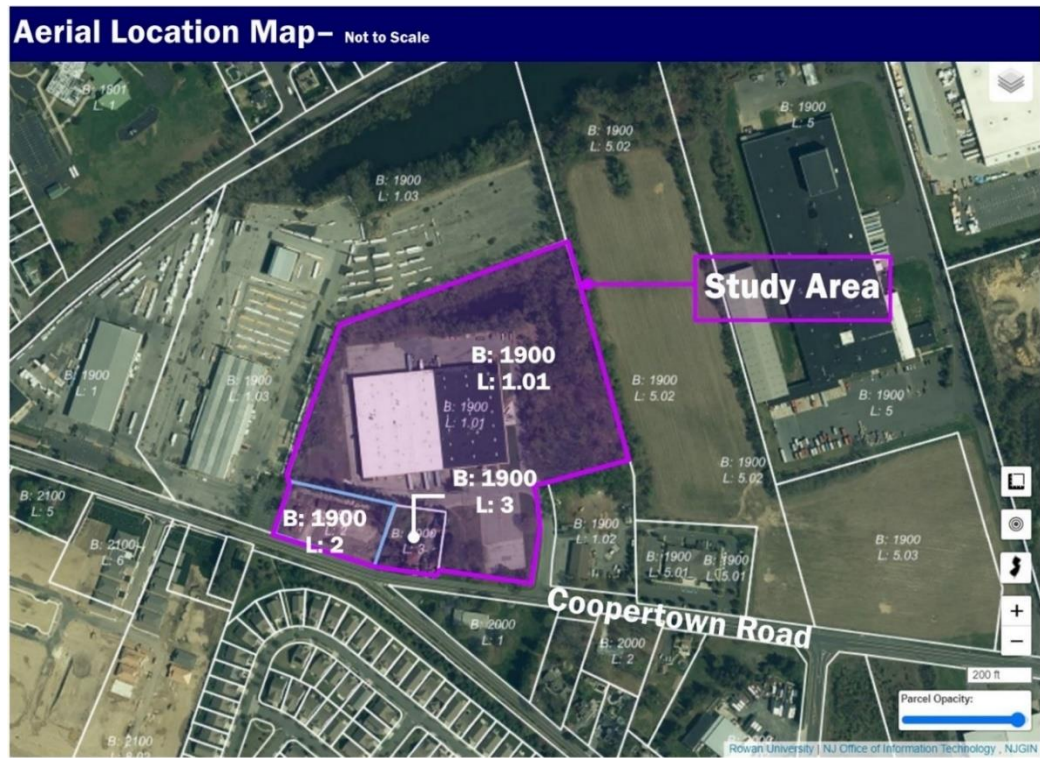 Aerial Location Map– Not to Scale
B: 1801
L: 1
B: 1900
L: 5
B: 1900
L: 5.02
B: 1900
L: 1.03
Study Area
B: 1900
L: 1.01
B: 1900
L: 1
B: 1900
L: 1.03
B: 1900
L: 5.02
B: 1900
L: 5
B: 1900
L: 1.01
B: 1900
L: 5.02
B: 1900
L: 3
B: 2100
L: 5
B: 1900
L: 2
L: 3
B: 1900
L: 1.02
B: 1900
L: 5.03
B: 2100
L: 6
B: 1900
L: 5.01
B: 1900
L: 5.01
Coopertown Road
B: 2000
L: 1
B: 2000
L: 2
200 ft
Parcel Opacity:
B: 2100
Rowan University | NJ Office of Information Technology , NJGIN